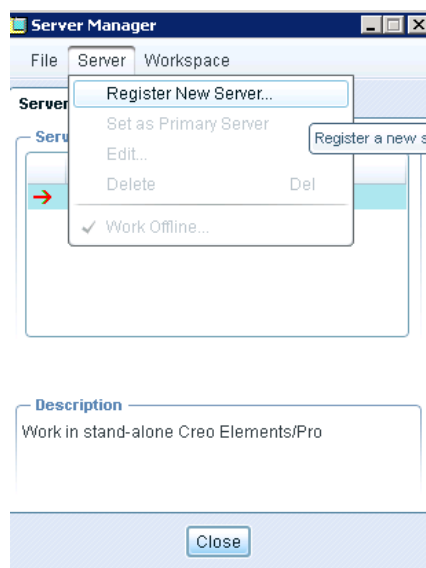 Server Manager
File Server Workspace
Server
Register New Server...
Set as Primary Server
Register a new s
Serv
Edit...
Delete Del
Work Offline...
Description
Work in stand-alone Creo Elements/Pro
Close